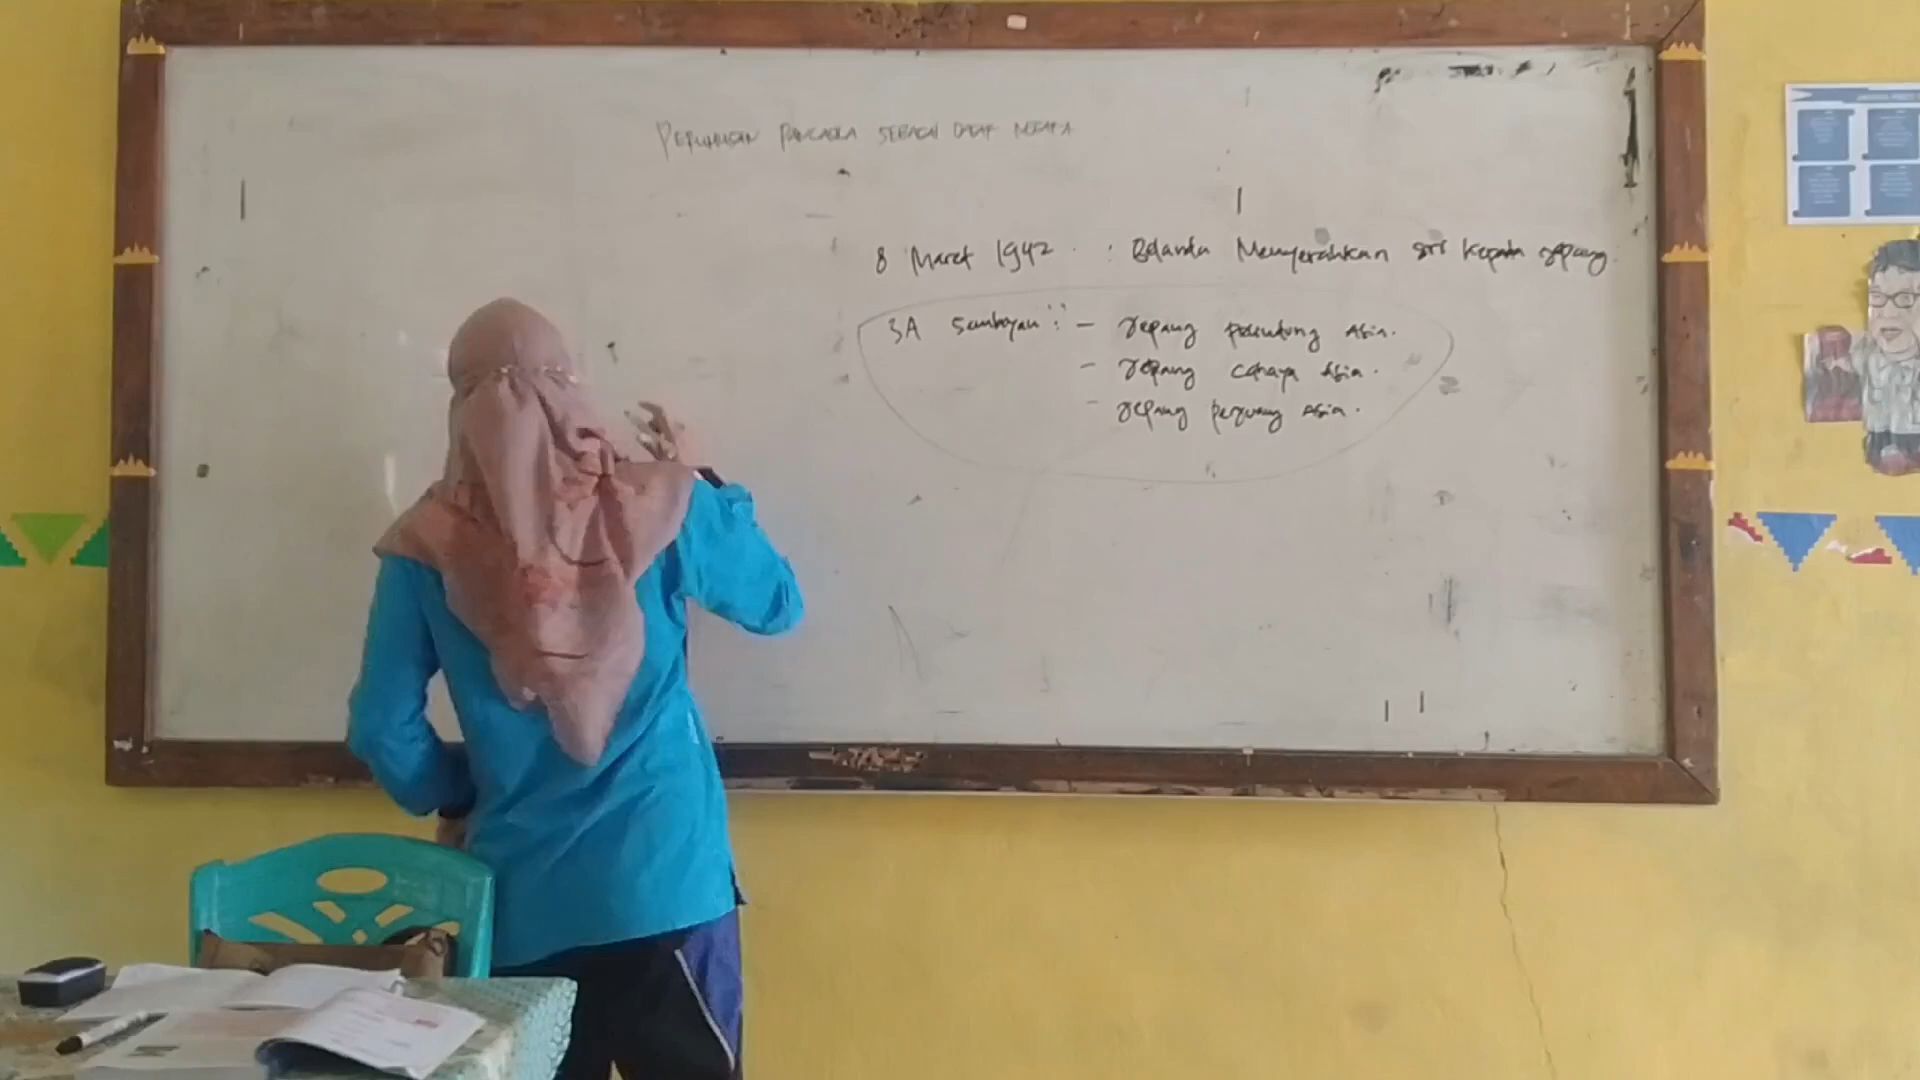 PERUMUSAN PANCASILA SEBAGAI DASAR NEGARA
8 Maret 1942 : Belanda Menyerahkan diri kepada Jepang.
3A Semboyan : - Jepang Pelindung Asia.
- Jepang cahaya Asia.
- Jepang pejuang Asia.